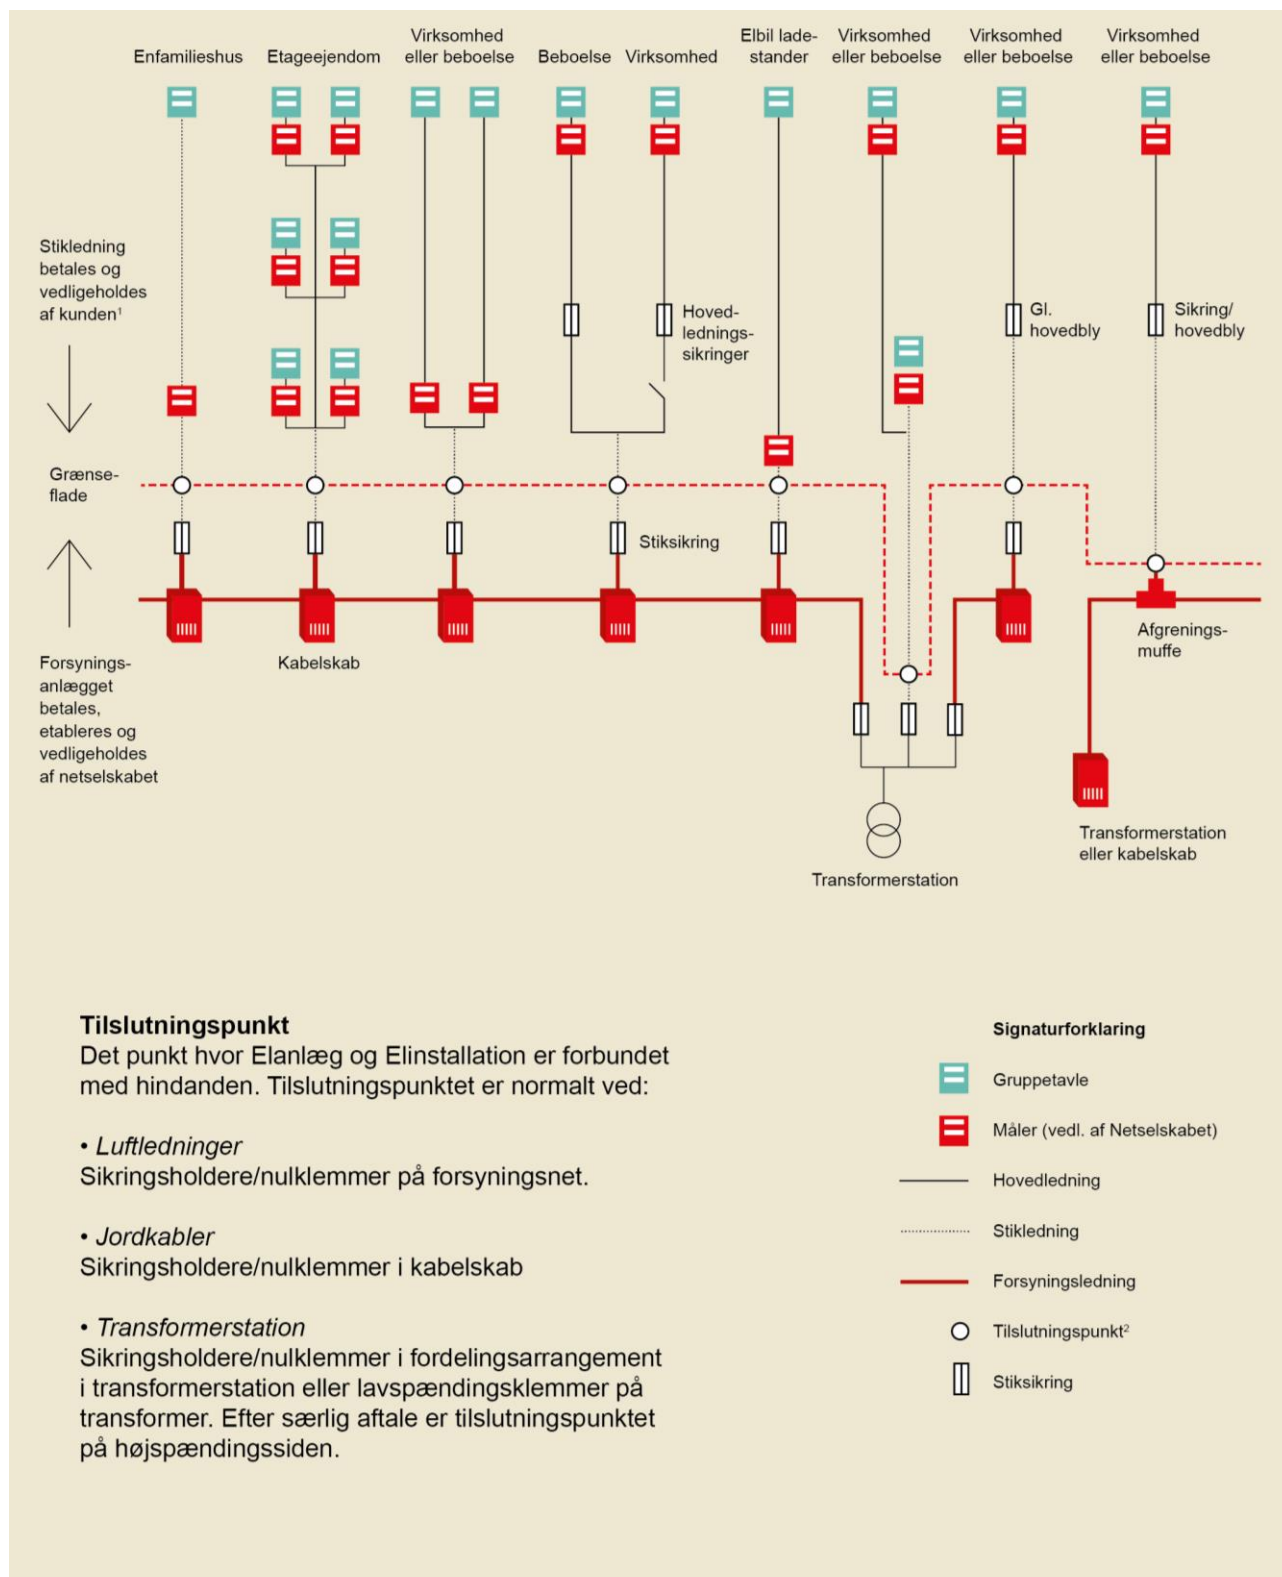 Enfamilieshus
Etageejendom
Virksomhed
eller beboelse
Beboelse
Virksomhed
Elbil lade-
stander
Virksomhed
eller beboelse
Virksomhed
eller beboelse
Virksomhed
eller beboelse
Stikledning
betales og
vedligeholdes
af kunden¹
Hoved-
lednings-
sikringer
Gl.
hovedbly
Sikring/
hovedbly
Grænse-
flade
Stiksikring
Kabelskab
Afgrenings-
muffe
Forsynings-
anlægget
betales,
etableres og
vedligeholdes
af netselskabet
Transformerstation
Transformerstation
eller kabelskab
Tilslutningspunkt
Det punkt hvor Elanlæg og Elinstallation er forbundet
med hindanden. Tilslutningspunktet er normalt ved:
• Luftledninger
Sikringsholdere/nulklemmer på forsyningsnet.
• Jordkabler
Sikringsholdere/nulklemmer i kabelskab
• Transformerstation
Sikringsholdere/nulklemmer i fordelingsarrangement
i transformerstation eller lavspændingsklemmer på
transformer. Efter særlig aftale er tilslutningspunktet
på højspændingssiden.
Signaturforklaring
Gruppetavle
Måler (vedl. af Netselskabet)
Hovedledning
Stikledning
Forsyningsledning
Tilslutningspunkt²
Stiksikring